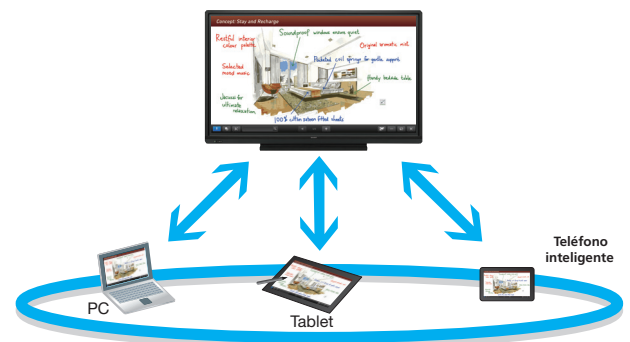 Concept: Stay and Recharge
Restful interior
colour palette
Soundproof windows ensure quiet
Original aromatic mist
Selected
mood music
Pocketed coil springs for gentle support
Handy bedside table
Jacuzzi for
ultimate
relaxation
100% cotton fitted sheets
Teléfono
inteligente
PC
Tablet